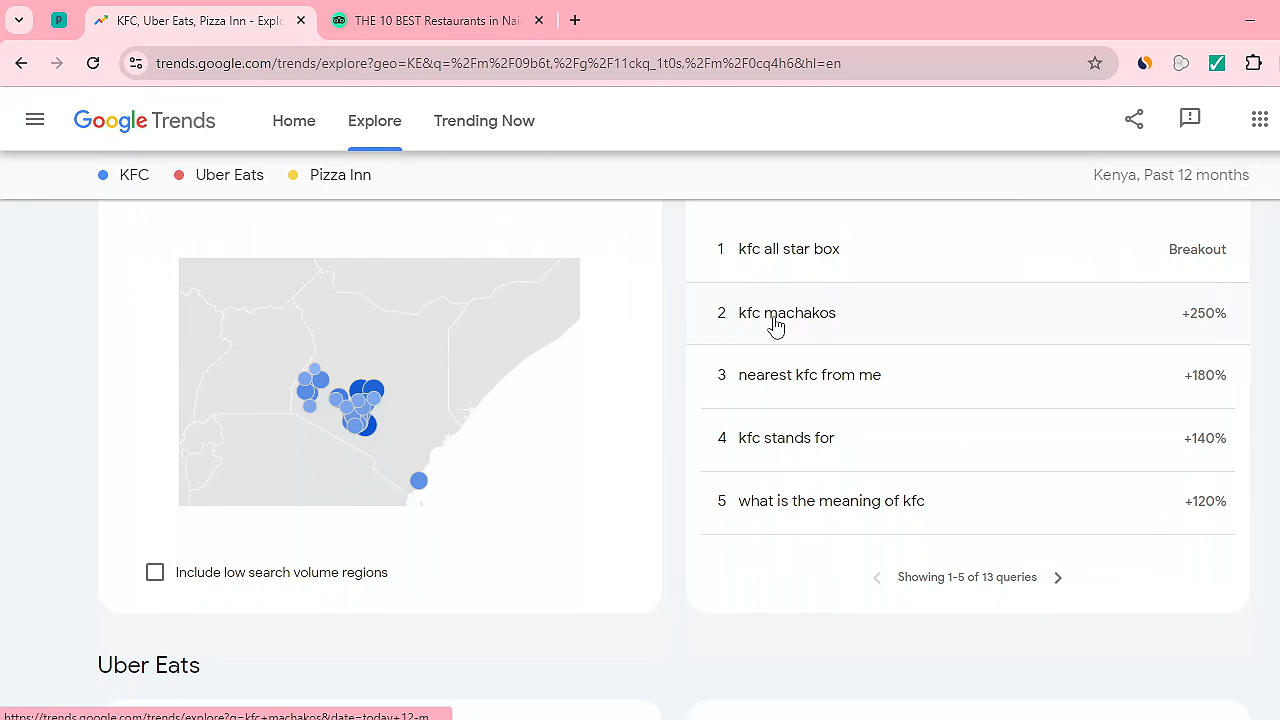 KFC, Uber Eats, Pizza Inn - Explo
THE 10 BEST Restaurants in Nai
trends.google.com/trends/explore?geo=KE&q=%2Fm%2F09b6t,%2Fg%2F11ckq_1t0s,%2Fm%2F0cq4h6&hl=en
Google Trends
Home
Explore
Trending Now
KFC
Uber Eats
Pizza Inn
Kenya, Past 12 months
1 kfc all star box Breakout
2 kfc machakos +250%
3 nearest kfc from me +180%
4 kfc stands for +140%
5 what is the meaning of kfc +120%
Include low search volume regions
Showing 1-5 of 13 queries
Uber Eats
https://trends.google.com/trends/explore?q=kfc+machakos&date=today+12-m...